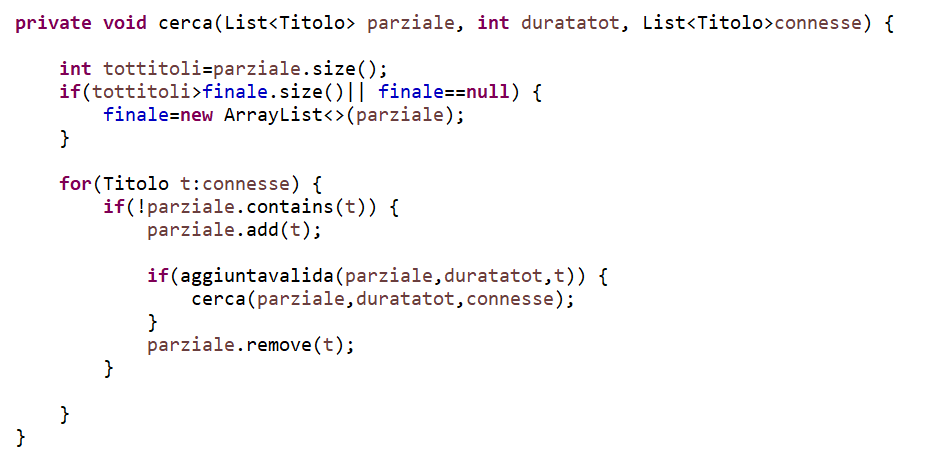 private void cerca(List<Titolo> parziale, int duratatot, List<Titolo>connesse) {
    int tottitoli=parziale.size();
    if(tottitoli>finale.size()|| finale==null) {
        finale=new ArrayList<>(parziale);
    }
    for(Titolo t:connesse) {
        if(!parziale.contains(t)) {
            parziale.add(t);
            if(aggiuntavalida(parziale,duratatot,t)) {
                cerca(parziale,duratatot,connesse);
            }
            parziale.remove(t);
        }
    }
}